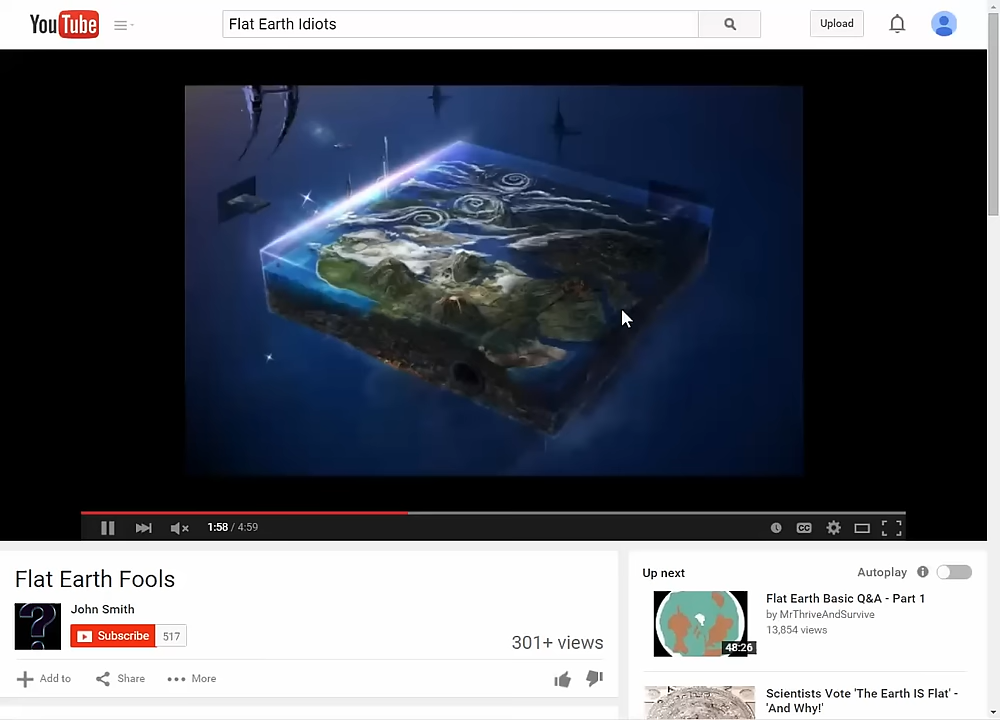 YouTube
Flat Earth Idiots
Upload
1:58 / 4:59
CC
Flat Earth Fools
John Smith
Subscribe 517
301+ views
Add to
Share
More
Up next
Autoplay
48:26
Flat Earth Basic Q&A - Part 1
by MrThriveAndSurvive
13,854 views
Scientists Vote 'The Earth IS Flat' -
'And Why!'